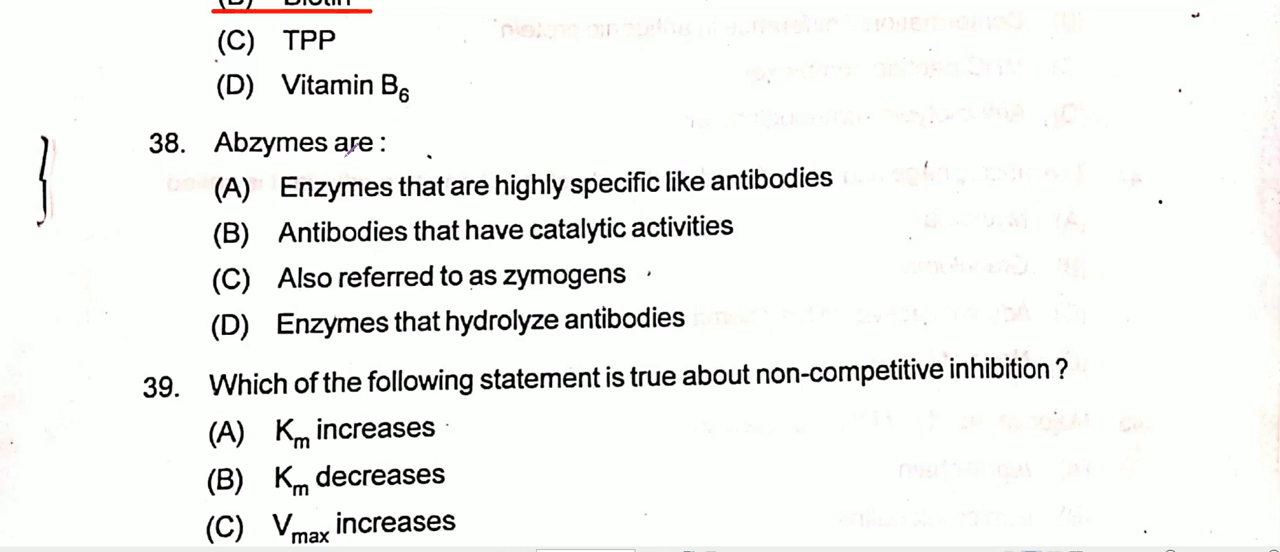 (B) Biotin
(C) TPP
(D) Vitamin B₆
38. Abzymes are :
(A) Enzymes that are highly specific like antibodies
(B) Antibodies that have catalytic activities
(C) Also referred to as zymogens
(D) Enzymes that hydrolyze antibodies
39. Which of the following statement is true about non-competitive inhibition ?
(A) Kₘ increases
(B) Kₘ decreases
(C) Vmax increases